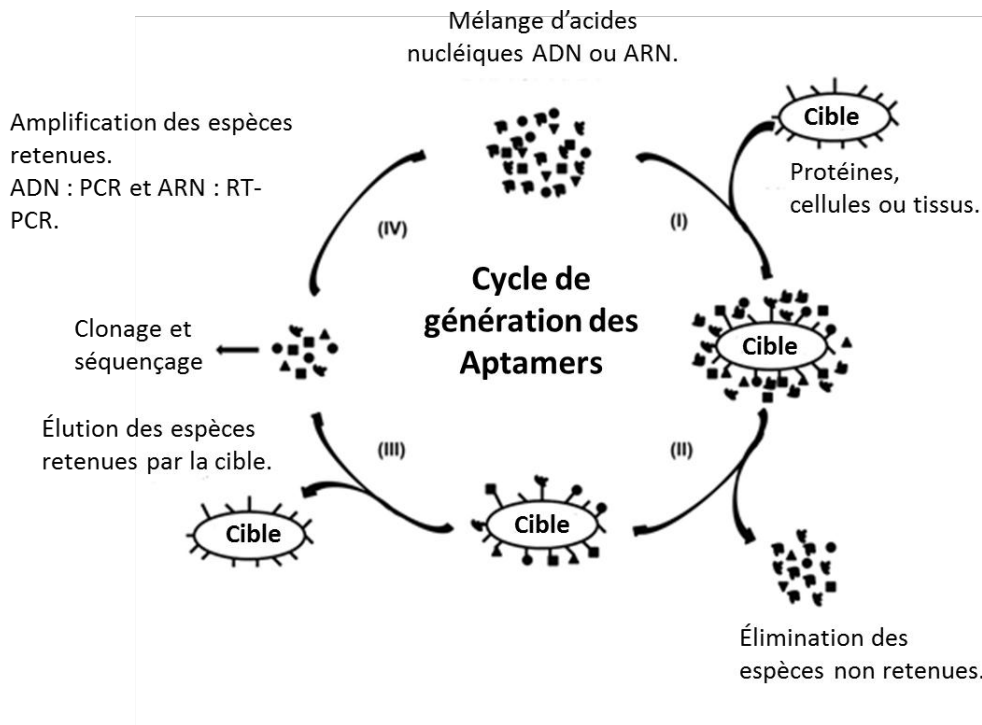 Mélange d’acides
nucléiques ADN ou ARN.
Cible
Protéines,
cellules ou tissus.
Amplification des espèces
retenues.
ADN : PCR et ARN : RT-
PCR.
(IV)
(I)
Cycle de
génération des
Aptamers
Cible
Clonage et
séquençage
Élution des espèces
retenues par la cible.
(III)
(II)
Cible
Cible
Élimination des
espèces non retenues.